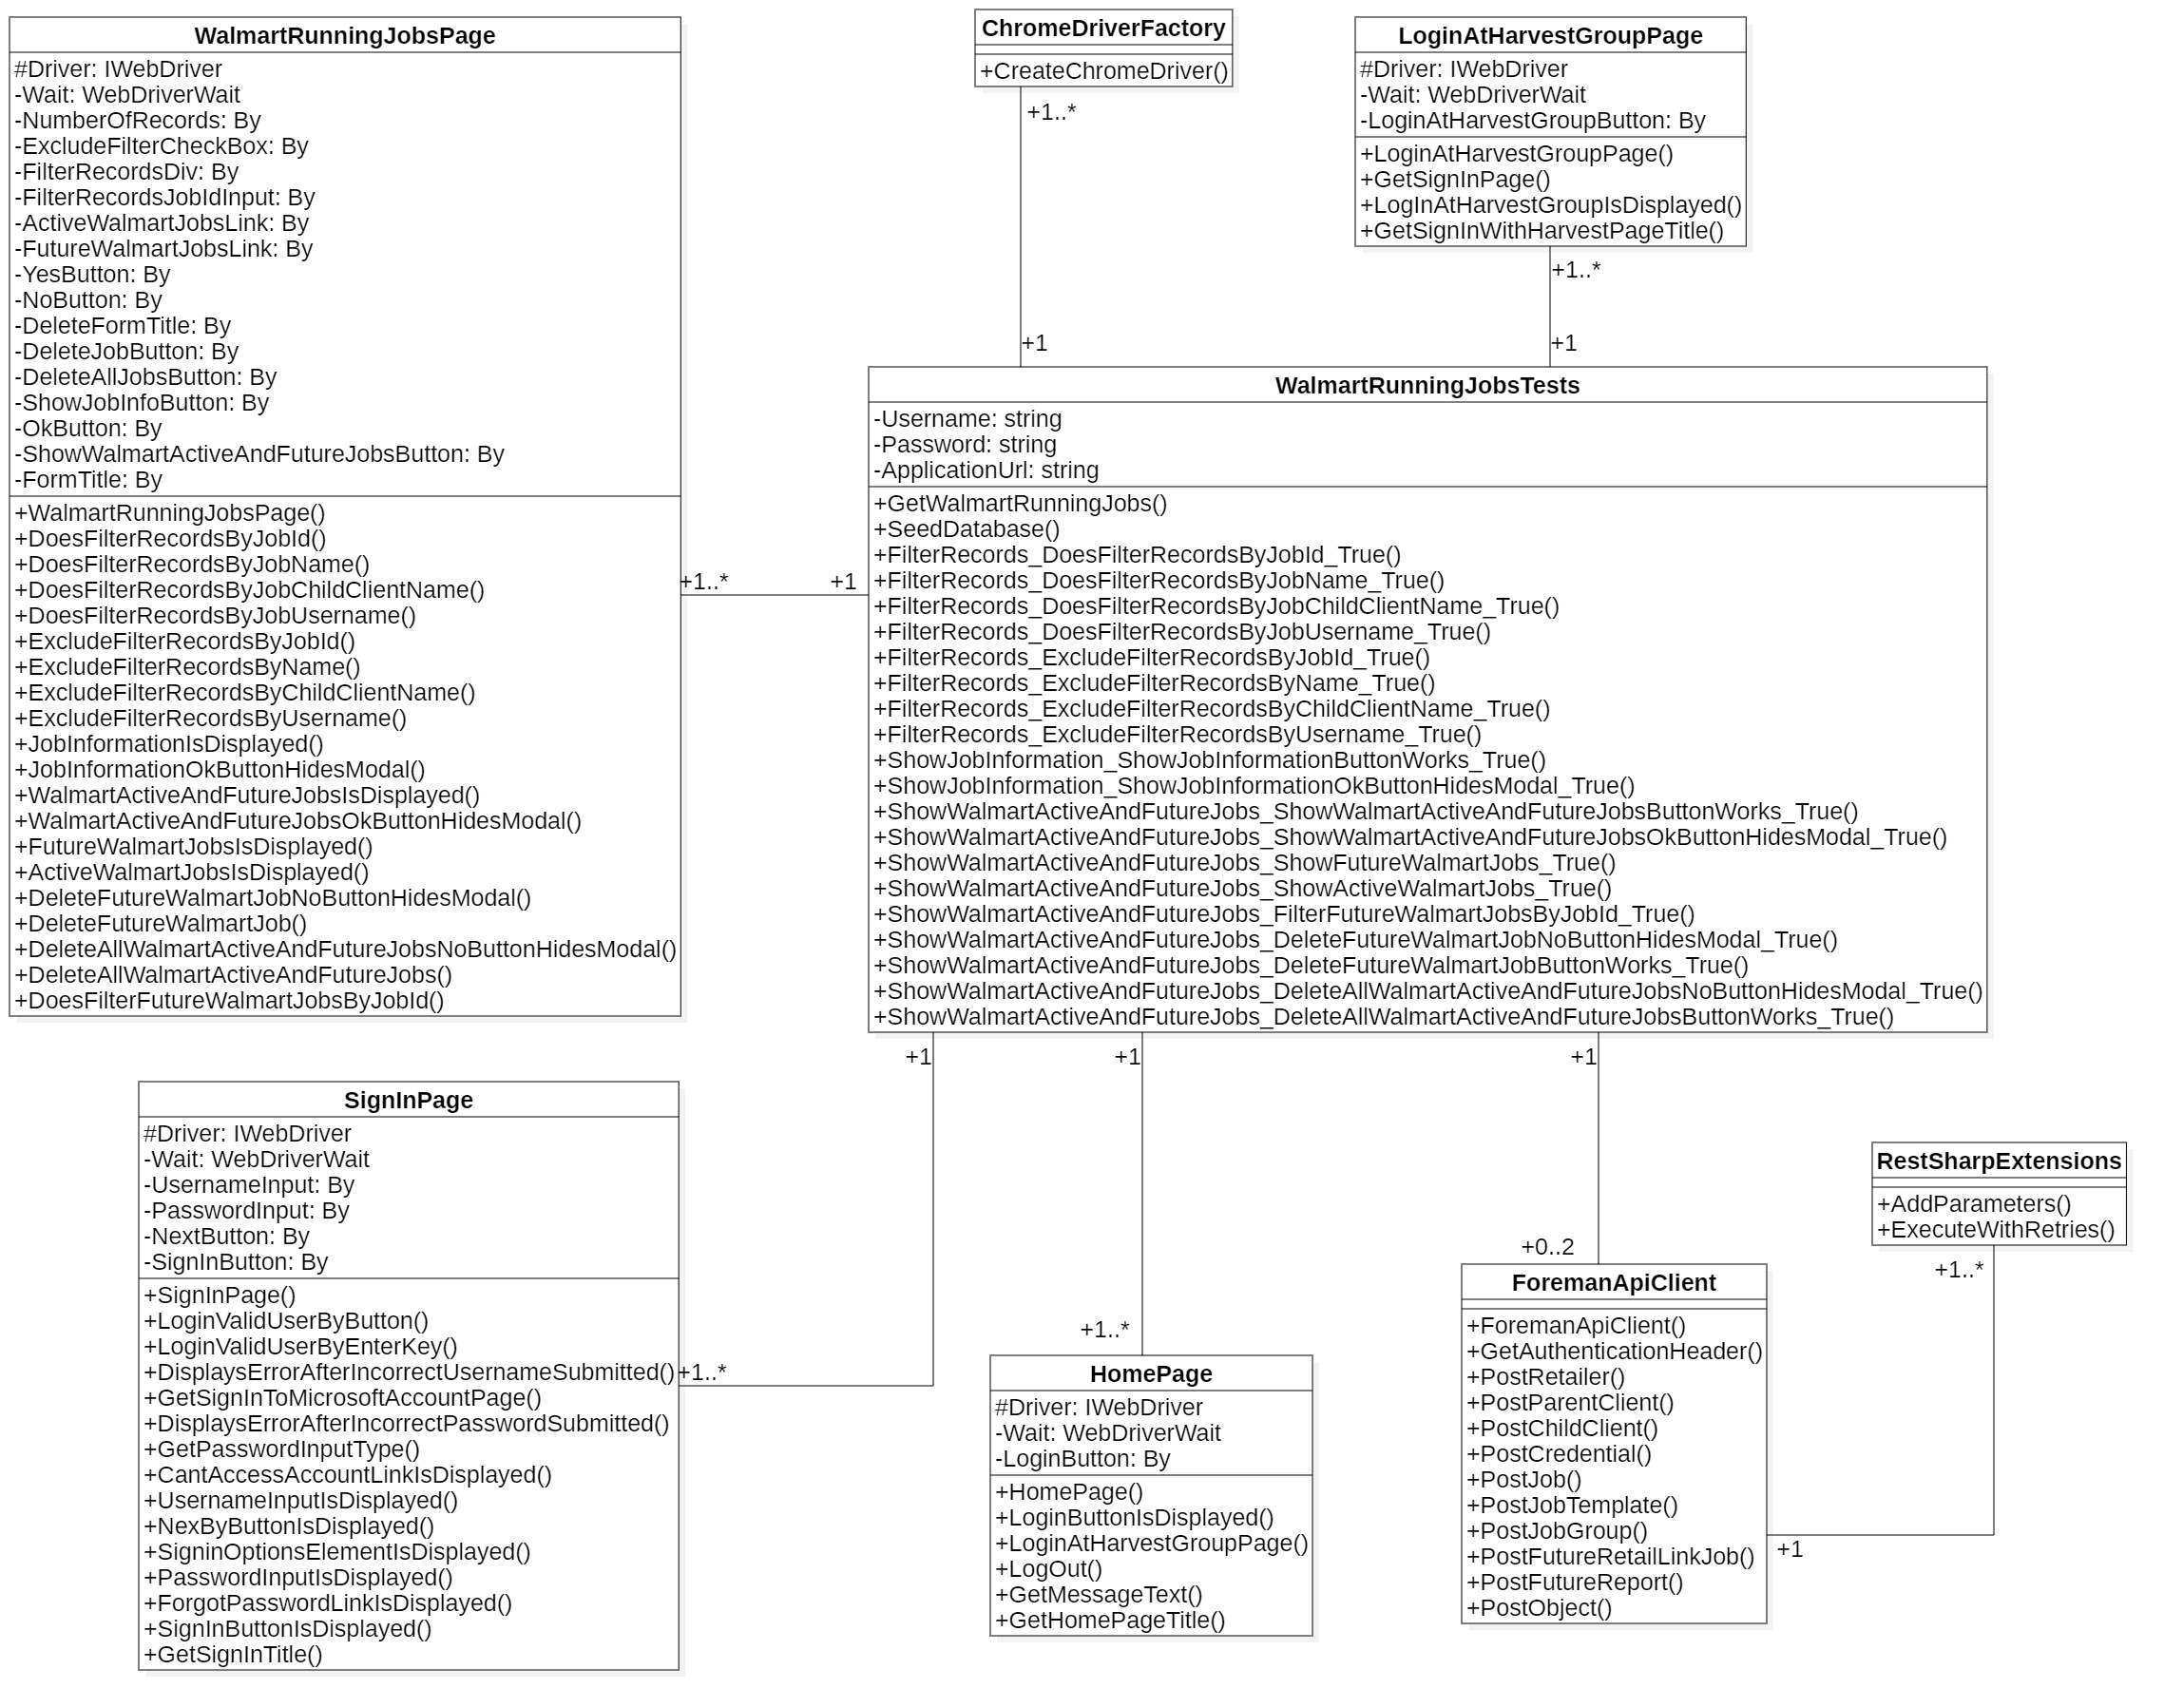 WalmartRunningJobsPage
#Driver: IWebDriver
-Wait: WebDriverWait
-NumberOfRecords: By
-ExcludeFilterCheckBox: By
-FilterRecordsDiv: By
-FilterRecordsJobIdInput: By
-ActiveWalmartJobsLink: By
-FutureWalmartJobsLink: By
-YesButton: By
-NoButton: By
-DeleteFormTitle: By
-DeleteJobButton: By
-DeleteAllJobsButton: By
-ShowJobInfoButton: By
-OkButton: By
-ShowWalmartActiveAndFutureJobsButton: By
-FormTitle: By
+WalmartRunningJobsPage()
+DoesFilterRecordsByJobId()
+DoesFilterRecordsByJobName()
+DoesFilterRecordsByJobChildClientName()
+DoesFilterRecordsByJobUsername()
+ExcludeFilterRecordsByJobId()
+ExcludeFilterRecordsByName()
+ExcludeFilterRecordsByChildClientName()
+ExcludeFilterRecordsByUsername()
+JobInformationIsDisplayed()
+JobInformationOkButtonHidesModal()
+WalmartActiveAndFutureJobsIsDisplayed()
+WalmartActiveAndFutureJobsOkButtonHidesModal()
+FutureWalmartJobsIsDisplayed()
+ActiveWalmartJobsIsDisplayed()
+DeleteFutureWalmartJobNoButtonHidesModal()
+DeleteFutureWalmartJob()
+DeleteAllWalmartActiveAndFutureJobsNoButtonHidesModal()
+DeleteAllWalmartActiveAndFutureJobs()
+DoesFilterFutureWalmartJobsByJobId()
ChromeDriverFactory
+CreateChromeDriver()
+1..*
+1
LoginAtHarvestGroupPage
#Driver: IWebDriver
-Wait: WebDriverWait
-LoginAtHarvestGroupButton: By
+LoginAtHarvestGroupPage()
+GetSignInPage()
+LogInAtHarvestGroupIsDisplayed()
+GetSignInWithHarvestPageTitle()
+1..*
+1
+1..*
+1
WalmartRunningJobsTests
-Username: string
-Password: string
-ApplicationUrl: string
+GetWalmartRunningJobs()
+SeedDatabase()
+FilterRecords_DoesFilterRecordsByJobId_True()
+FilterRecords_DoesFilterRecordsByJobName_True()
+FilterRecords_DoesFilterRecordsByJobChildClientName_True()
+FilterRecords_DoesFilterRecordsByJobUsername_True()
+FilterRecords_ExcludeFilterRecordsByJobId_True()
+FilterRecords_ExcludeFilterRecordsByName_True()
+FilterRecords_ExcludeFilterRecordsByChildClientName_True()
+FilterRecords_ExcludeFilterRecordsByUsername_True()
+ShowJobInformation_ShowJobInformationButtonWorks_True()
+ShowJobInformation_ShowJobInformationOkButtonHidesModal_True()
+ShowWalmartActiveAndFutureJobs_ShowWalmartActiveAndFutureJobsButtonWorks_True()
+ShowWalmartActiveAndFutureJobs_ShowWalmartActiveAndFutureJobsOkButtonHidesModal_True()
+ShowWalmartActiveAndFutureJobs_ShowFutureWalmartJobs_True()
+ShowWalmartActiveAndFutureJobs_ShowActiveWalmartJobs_True()
+ShowWalmartActiveAndFutureJobs_FilterFutureWalmartJobsByJobId_True()
+ShowWalmartActiveAndFutureJobs_DeleteFutureWalmartJobNoButtonHidesModal_True()
+ShowWalmartActiveAndFutureJobs_DeleteFutureWalmartJobButtonWorks_True()
+ShowWalmartActiveAndFutureJobs_DeleteAllWalmartActiveAndFutureJobsNoButtonHidesModal_True()
+ShowWalmartActiveAndFutureJobs_DeleteAllWalmartActiveAndFutureJobsButtonWorks_True()
+1
+1
+1
SignInPage
#Driver: IWebDriver
-Wait: WebDriverWait
-UsernameInput: By
-PasswordInput: By
-NextButton: By
-SignInButton: By
+SignInPage()
+LoginValidUserByButton()
+LoginValidUserByEnterKey()
+DisplaysErrorAfterIncorrectUsernameSubmitted()
+GetSignInToMicrosoftAccountPage()
+DisplaysErrorAfterIncorrectPasswordSubmitted()
+GetPasswordInputType()
+CantAccessAccountLinkIsDisplayed()
+UsernameInputIsDisplayed()
+NexByButtonIsDisplayed()
+SigninOptionsElementIsDisplayed()
+PasswordInputIsDisplayed()
+ForgotPasswordLinkIsDisplayed()
+SignInButtonIsDisplayed()
+GetSignInTitle()
+1..*
+1..*
HomePage
#Driver: IWebDriver
-Wait: WebDriverWait
-LoginButton: By
+HomePage()
+LoginButtonIsDisplayed()
+LoginAtHarvestGroupPage()
+LogOut()
+GetMessageText()
+GetHomePageTitle()
+0..2
ForemanApiClient
+ForemanApiClient()
+GetAuthenticationHeader()
+PostRetailer()
+PostParentClient()
+PostChildClient()
+PostCredential()
+PostJob()
+PostJobTemplate()
+PostJobGroup()
+PostFutureRetailLinkJob()
+PostFutureReport()
+PostObject()
RestSharpExtensions
+AddParameters()
+ExecuteWithRetries()
+1..*
+1